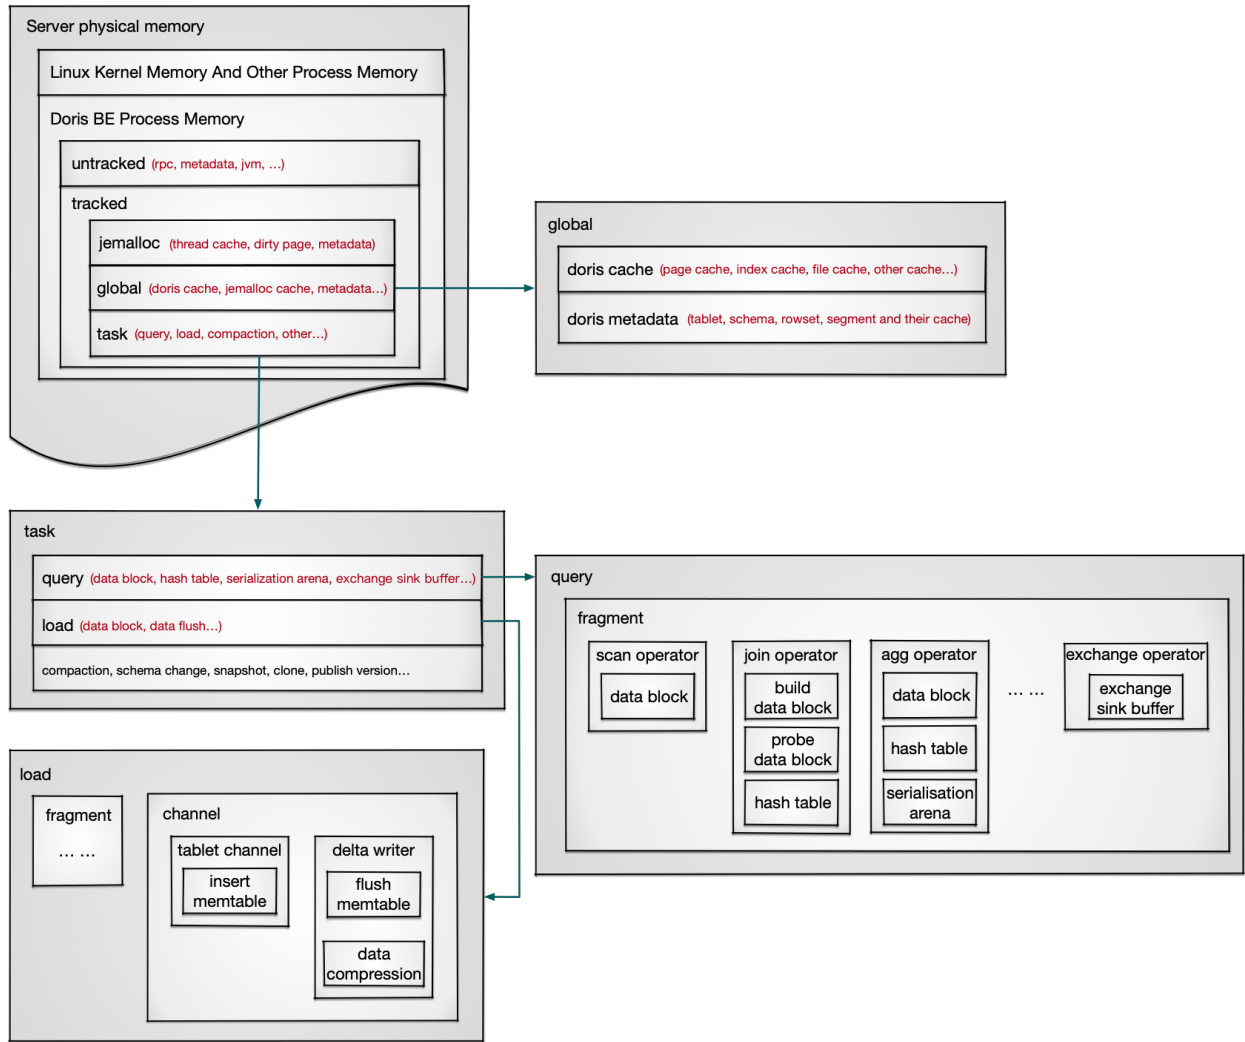 Server physical memory
Linux Kernel Memory And Other Process Memory
Doris BE Process Memory
untracked (rpc, metadata, jvm, ...)
tracked
jemalloc (thread cache, dirty page, metadata)
global (doris cache, jemalloc cache, metadata...)
task (query, load, compaction, other...)
global
doris cache (page cache, index cache, file cache, other cache...)
doris metadata (tablet, schema, rowset, segment and their cache)
task
query (data block, hash table, serialization arena, exchange sink buffer...)
load (data block, data flush...)
compaction, schema change, snapshot, clone, publish version...
query
fragment
scan operator
data block
join operator
build
data block
probe
data block
hash table
agg operator
data block
hash table
serialisation
arena
... ...
exchange operator
exchange
sink buffer
load
fragment
... ...
channel
tablet channel
insert
memtable
delta writer
flush
memtable
data
compression